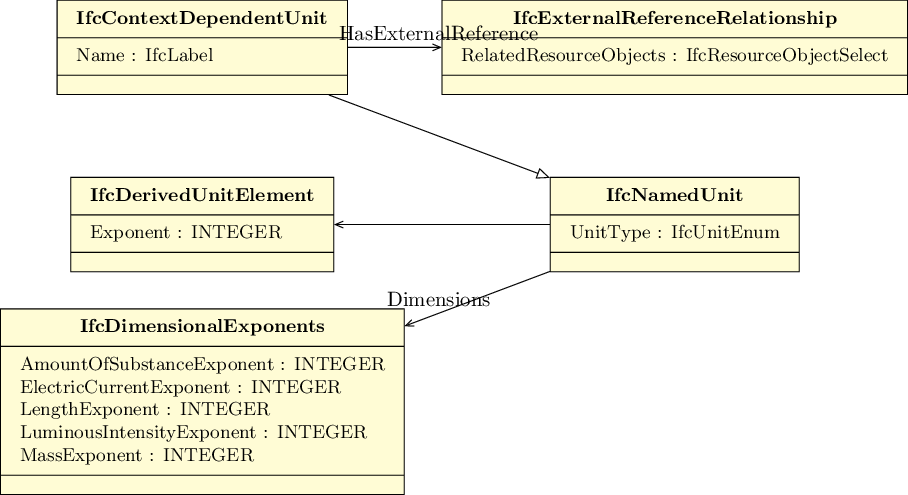 IfcContextDependentUnit
Name : IfcLabel
HasExternalReference
IfcExternalReferenceRelationship
RelatedResourceObjects : IfcResourceObjectSelect
IfcDerivedUnitElement
Exponent : INTEGER
IfcNamedUnit
UnitType : IfcUnitEnum
Dimensions
IfcDimensionalExponents
AmountOfSubstanceExponent : INTEGER
ElectricCurrentExponent : INTEGER
LengthExponent : INTEGER
LuminousIntensityExponent : INTEGER
MassExponent : INTEGER